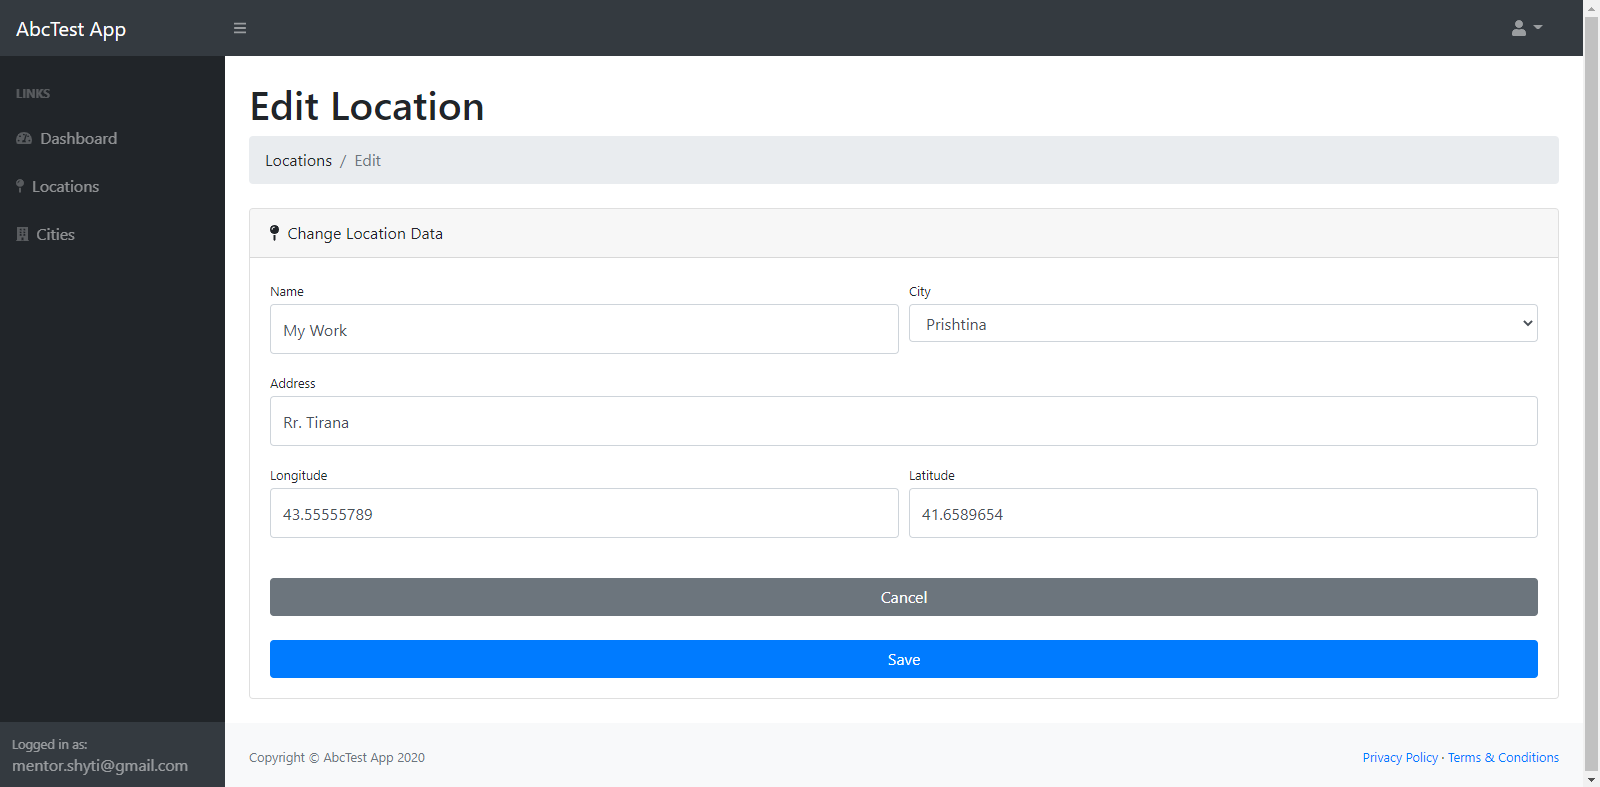 AbcTest App
LINKS
Dashboard
Locations
Cities
Logged in as:
mentor.shyti@gmail.com
Edit Location
Locations / Edit
Change Location Data
Name
City
My Work
Prishtina
Address
Rr. Tirana
Longitude
Latitude
43.55555789
41.6589654
Cancel
Save
Copyright © AbcTest App 2020
Privacy Policy · Terms & Conditions